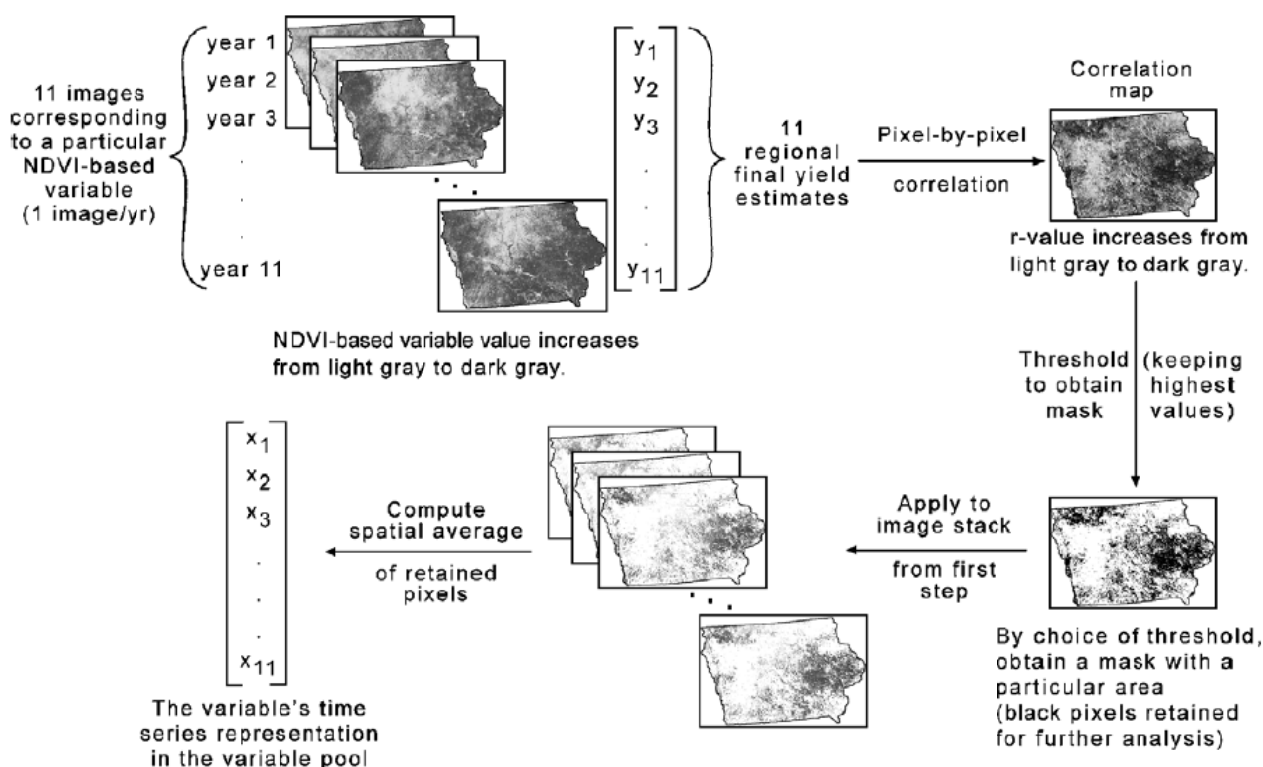 11 images
corresponding
to a particular
NDVI-based
variable
(1 image/yr)
year 1
year 2
year 3
.
.
.
year 11
y1
y2
y3
.
.
.
y11
NDVI-based variable value increases
from light gray to dark gray.
11
regional
final yield
estimates
Pixel-by-pixel
correlation
Correlation
map
r-value increases from
light gray to dark gray.
Threshold (keeping
to obtain highest
mask values)
By choice of threshold,
obtain a mask with a
particular area
(black pixels retained
for further analysis)
Apply to
image stack
from first
step
Compute
spatial average
of retained
pixels
x1
x2
x3
.
.
.
x11
The variable's time
series representation
in the variable pool